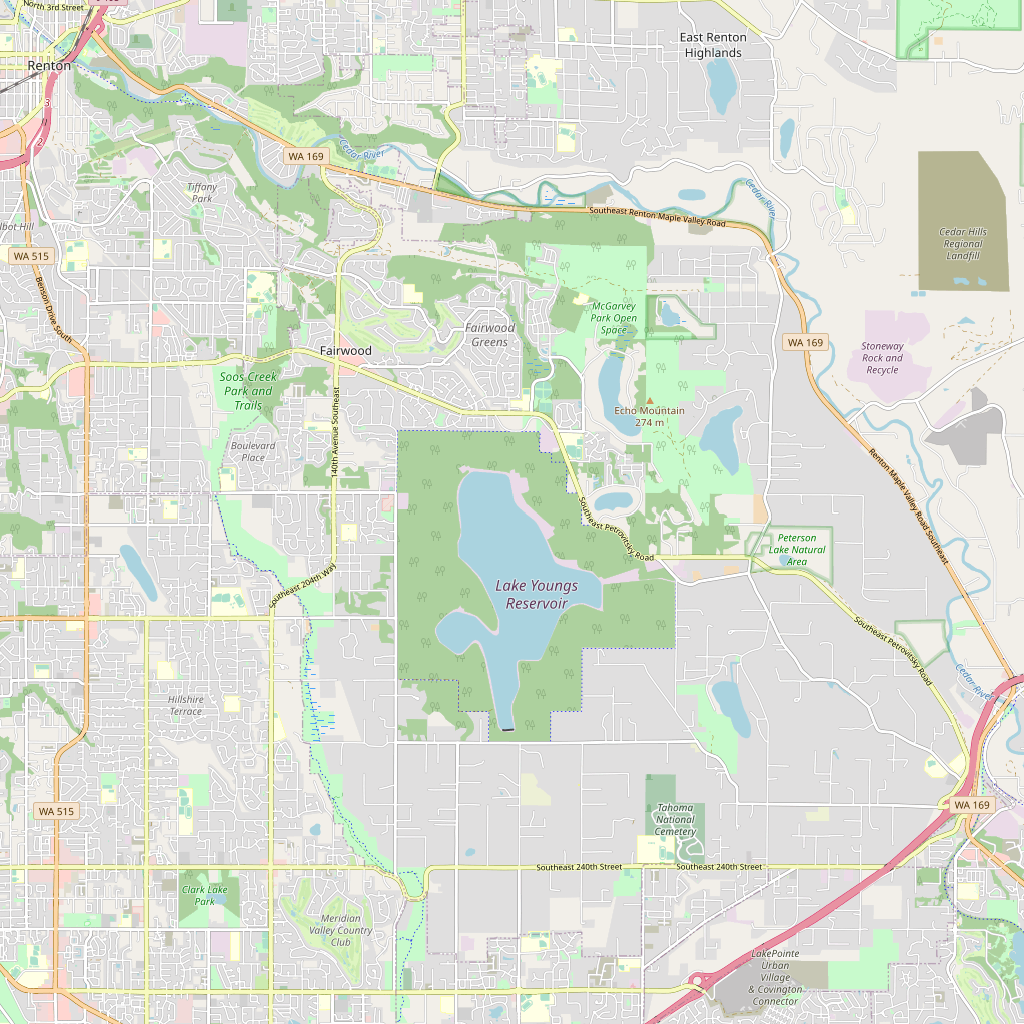 North 3rd Street
Renton
East Renton
Highlands
3
2
WA 169
Cedar River
Tiffany
Park
Cedar River
Southeast Renton Maple Valley Road
lbot Hill
WA 515
Cedar Hills
Regional
Landfill
Benson Drive South
McGarvey
Park Open
Space
Fairwood
Greens
Fairwood
WA 169
Stoneway
Rock and
Recycle
Soos Creek
Park and
Trails
140th Avenue Southeast
Echo Mountain
274 m
Boulevard
Place
Renton Maple Valley Road Southeast
Southeast Petrovitsky Road
Peterson
Lake Natural
Area
Southeast 204th Way
Lake Youngs
Reservoir
Southeast Petrovitsky Road
Cedar River
Hillshire
Terrace
WA 515
WA 169
Tahoma
National
Cemetery
Southeast 240th Street
Southeast 240th Street
Clark Lake
Park
Meridian
Valley Country
Club
LakePointe
Urban
Village
& Covington
Connector